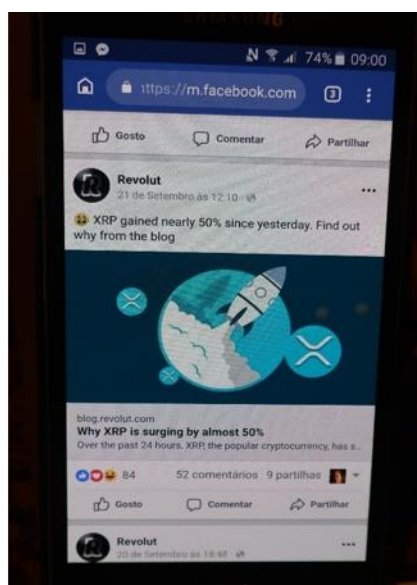 SAMSUNG
74% 09:00
ttps://m.facebook.com 3
Gosto Comentar Partilhar
Revolut
21 de Setembro às 12:10
XRP gained nearly 50% since yesterday. Find out
why from the blog
blog.revolut.com
Why XRP is surging by almost 50%
Over the past 24 hours, XRP, the popular cryptocurrency, has s...
84 52 comentários 9 partilhas
Gosto Comentar Partilhar
Revolut
20 de Setembro às 18:48